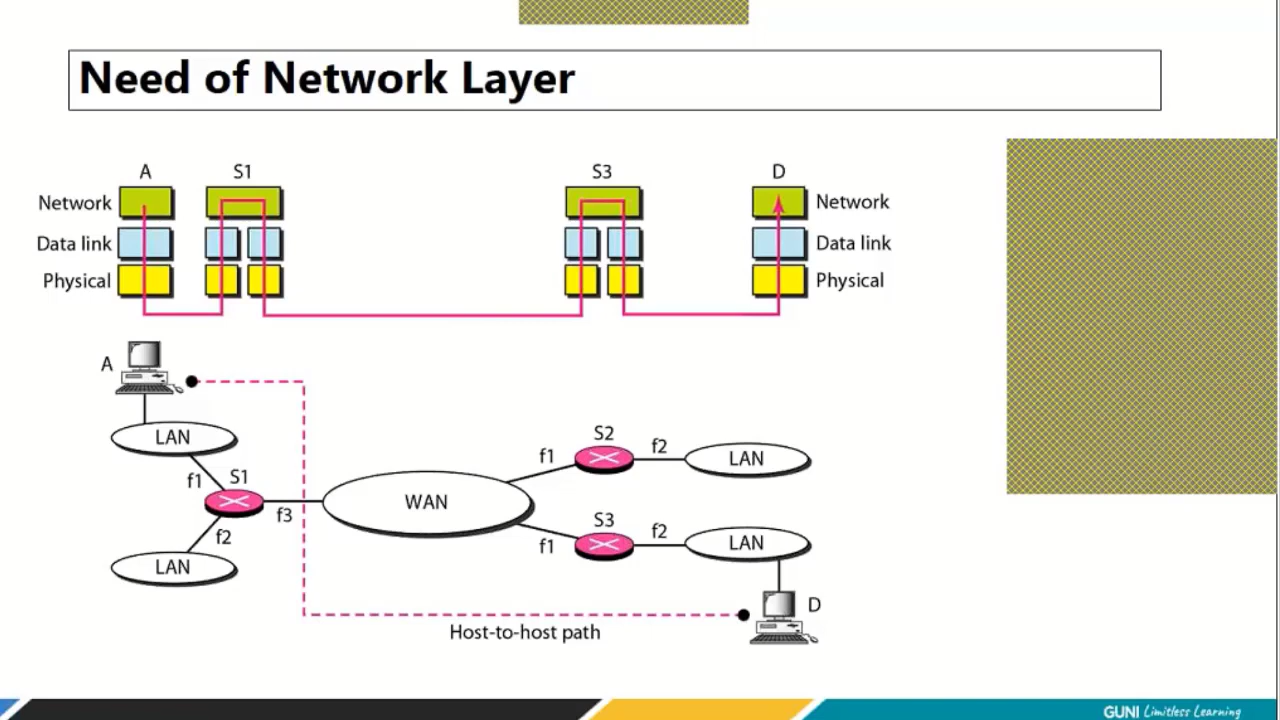 Need of Network Layer
A S1 S3 D
Network Network
Data link Data link
Physical Physical
A
LAN
f1 S1
f3
f2
LAN
WAN
f1 S2 f2 LAN
f1 S3 f2 LAN
D
Host-to-host path
GUNI Limitless Learning